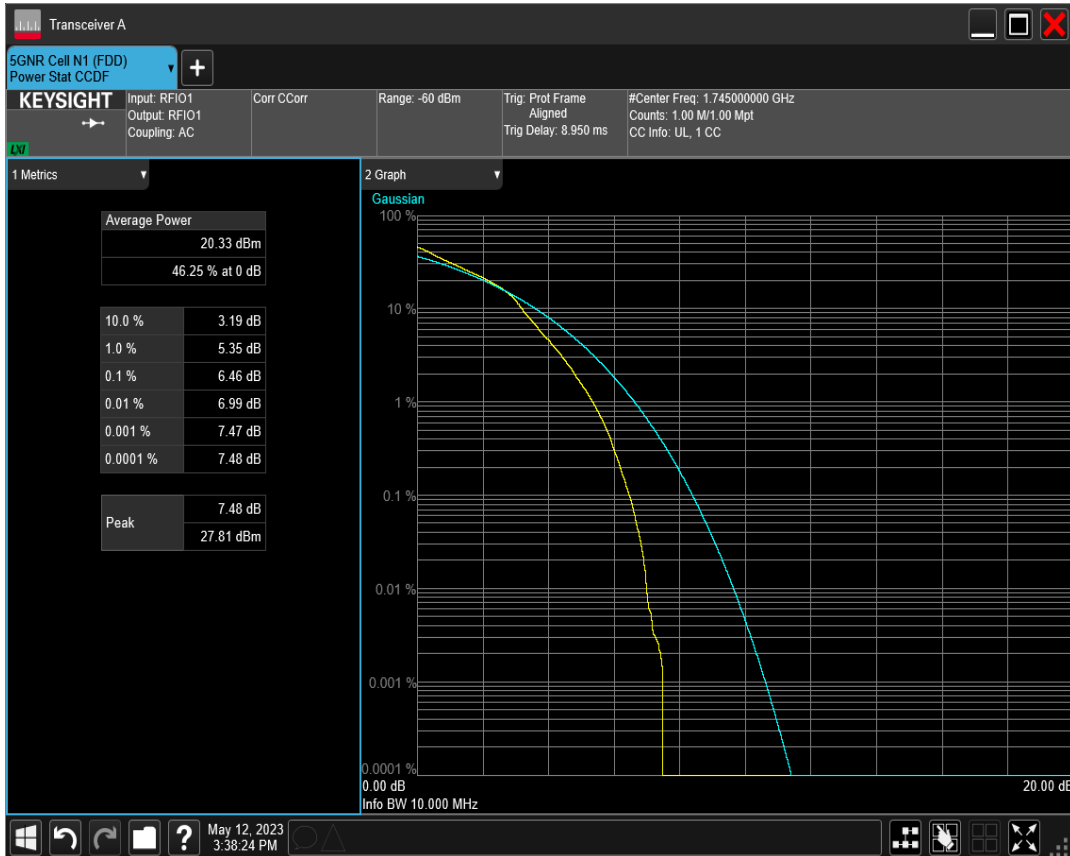 Transceiver A
5GNR Cell N1 (FDD)
Power Stat CCDF
+
KEYSIGHT
LXI
Input: RFIO1
Output: RFIO1
Coupling: AC
Corr CCorr
Range: -60 dBm
Trig: Prot Frame
Aligned
Trig Delay: 8.950 ms
#Center Freq: 1.745000000 GHz
Counts: 1.00 M/1.00 Mpt
CC Info: UL, 1 CC
1 Metrics
Average Power
20.33 dBm
46.25 % at 0 dB
10.0 % 3.19 dB
1.0 % 5.35 dB
0.1 % 6.46 dB
0.01 % 6.99 dB
0.001 % 7.47 dB
0.0001 % 7.48 dB
Peak 7.48 dB
27.81 dBm
2 Graph
Gaussian
100 %
10 %
1 %
0.1 %
0.01 %
0.001 %
0.0001 %
0.00 dB 20.00 dB
Info BW 10.000 MHz
?
May 12, 2023
3:38:24 PM